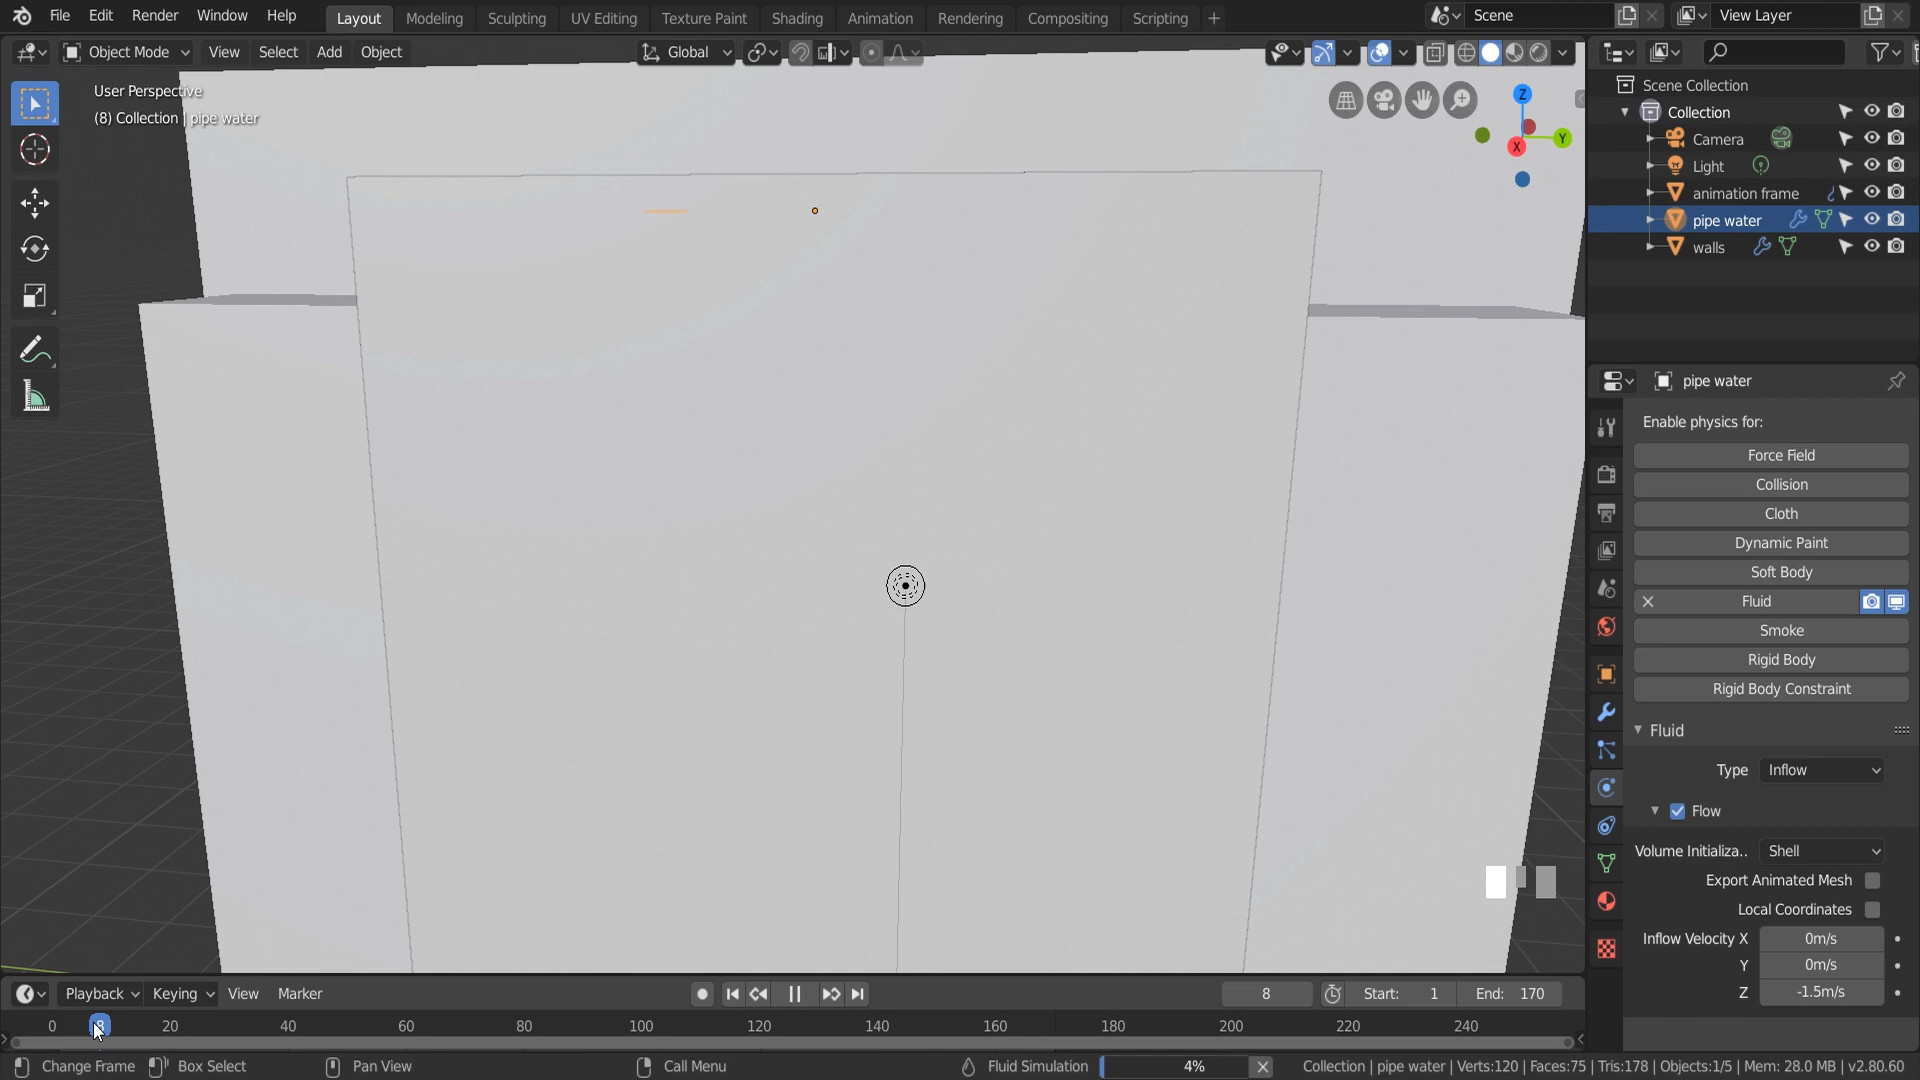 File Edit Render Window Help Layout Modeling Sculpting UV Editing Texture Paint Shading Animation Rendering Compositing Scripting + Scene View Layer
Object Mode View Select Add Object Global
User Perspective
(8) Collection | pipe water
Z
Y
X
Scene Collection
Collection
Camera
Light
animation frame
pipe water
walls
pipe water
Enable physics for:
Force Field
Collision
Cloth
Dynamic Paint
Soft Body
Fluid
Smoke
Rigid Body
Rigid Body Constraint
Fluid
Type Inflow
Flow
Volume Initializa.. Shell
Export Animated Mesh
Local Coordinates
Inflow Velocity X 0m/s
Y 0m/s
Z -1.5m/s
Playback Keying View Marker 8 Start: 1 End: 170
0 8 20 40 60 80 100 120 140 160 180 200 220 240
Change Frame Box Select Pan View Call Menu Fluid Simulation 4% Collection | pipe water | Verts:120 | Faces:75 | Tris:178 | Objects:1/5 | Mem: 28.0 MB | v2.80.60